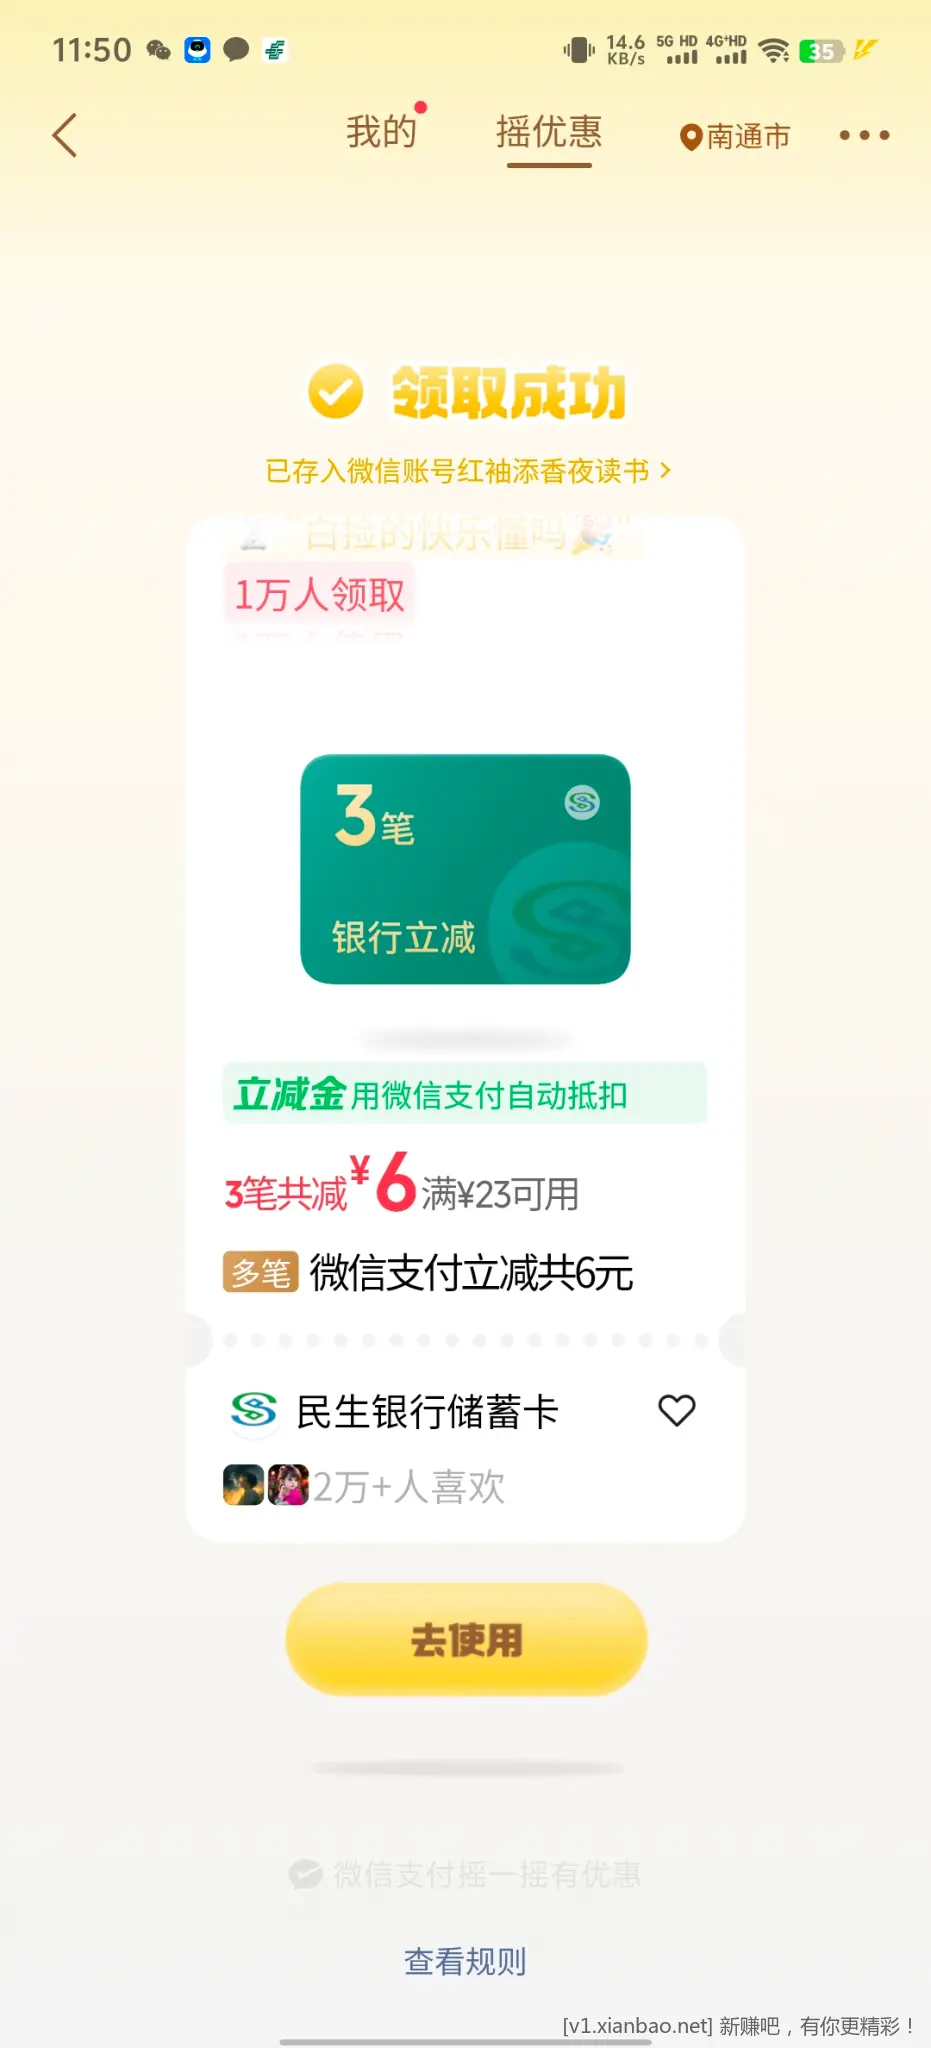 11:50
14.6 KB/s 5G HD 4G+HD 35
我的 摇优惠 南通市
领取成功
已存入微信账号红袖添香夜读书 >
"白捡的快乐懂吗🎉"
1万人领取
3笔
银行立减
立减金 用微信支付自动抵扣
3笔共减¥6 满¥23可用
多笔 微信支付立减共6元
民生银行储蓄卡
2万+人喜欢
去使用
微信支付摇一摇有优惠
查看规则
[v1.xianbao.net] 新赚吧，有你更精彩！